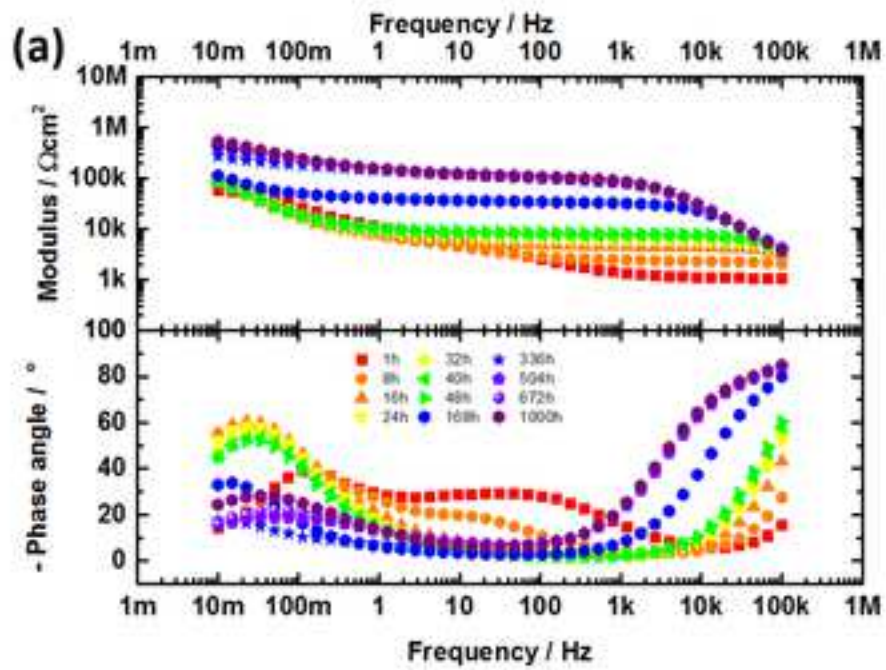 Frequency / Hz
(a)
1m 10m 100m 1 10 100 1k 10k 100k 1M
10M
1M
100k
10k
1k
100
Modulus / Ωcm²
80
60
40
20
0
- Phase angle / °
1h 32h 336h
8h 40h 504h
16h 48h 672h
24h 168h 1000h
1m 10m 100m 1 10 100 1k 10k 100k 1M
Frequency / Hz